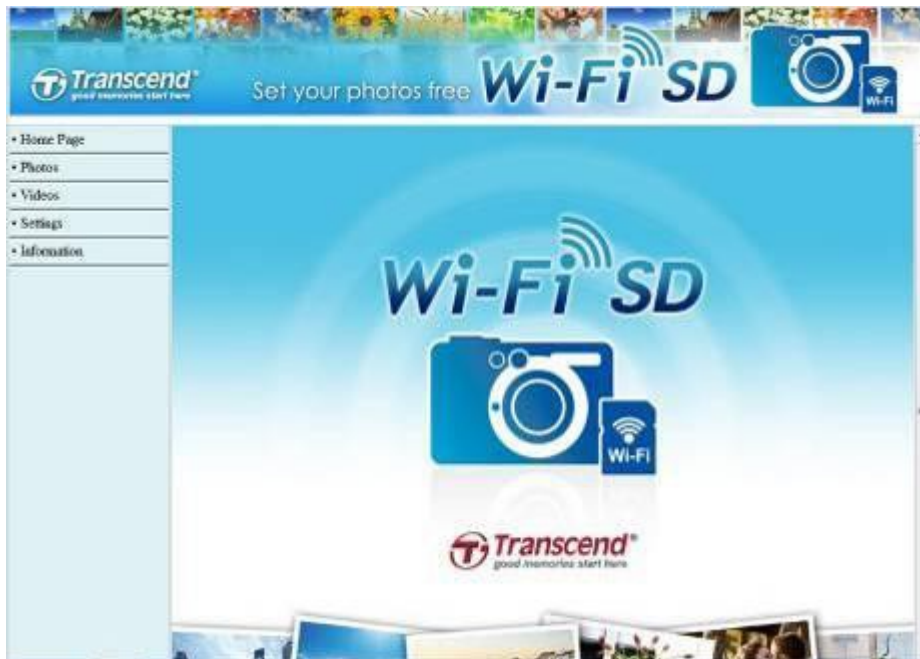 Transcend®
good memories start here
Set your photos free
Wi-Fi SD
Wi-Fi
• Home Page
• Photos
• Videos
• Settings
• Information
Wi-Fi SD
Wi-Fi
Transcend®
good memories start here